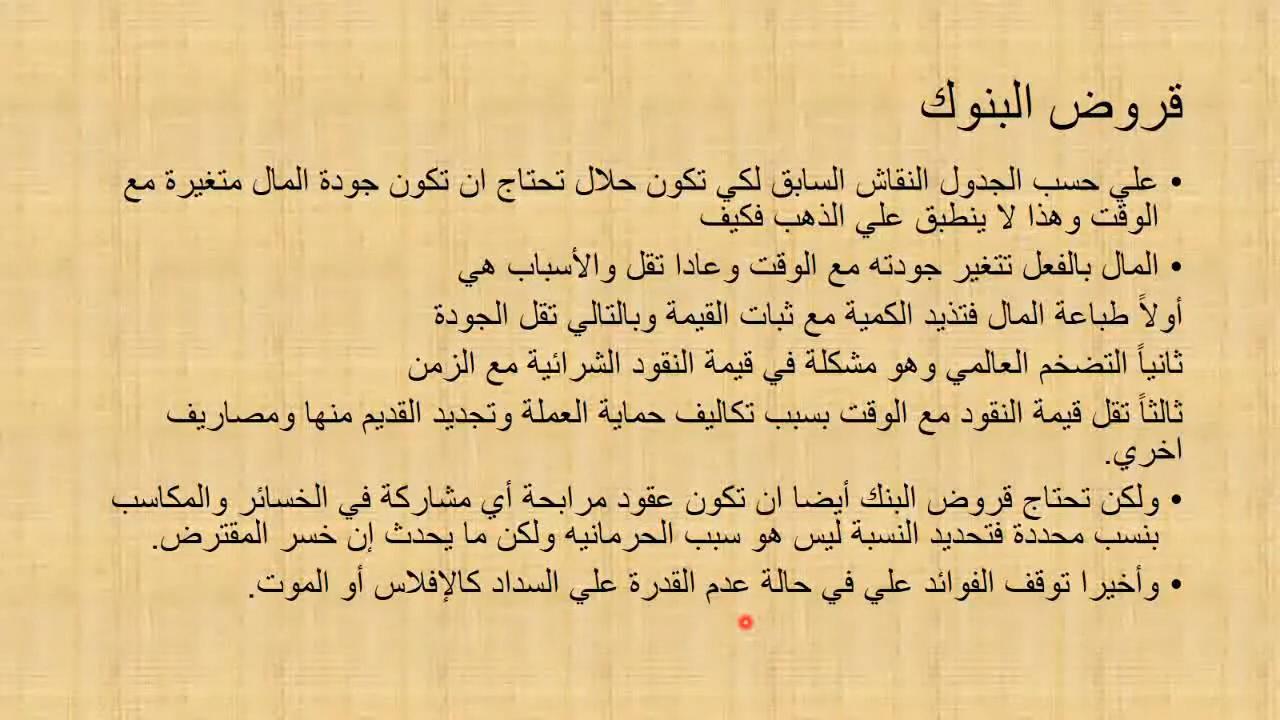 قروض البنوك
• علي حسب الجدول النقاش السابق لكي تكون حلال تحتاج ان تكون جودة المال متغيرة مع
الوقت وهذا لا ينطبق علي الذهب فكيف
• المال بالفعل تتغير جودته مع الوقت وعادا تقل والأسباب هي
أولاً طباعة المال فتذيد الكمية مع ثبات القيمة وبالتالي تقل الجودة
ثانياً التضخم العالمي وهو مشكلة في قيمة النقود الشرائية مع الزمن
ثالثاً تقل قيمة النقود مع الوقت بسبب تكاليف حماية العملة وتجديد القديم منها ومصاريف
اخري.
• ولكن تحتاج قروض البنك أيضا ان تكون عقود مرابحة أي مشاركة في الخسائر والمكاسب
بنسب محددة فتحديد النسبة ليس هو سبب الحرمانيه ولكن ما يحدث إن خسر المقترض.
• وأخيرا توقف الفوائد علي في حالة عدم القدرة علي السداد كالإفلاس أو الموت.